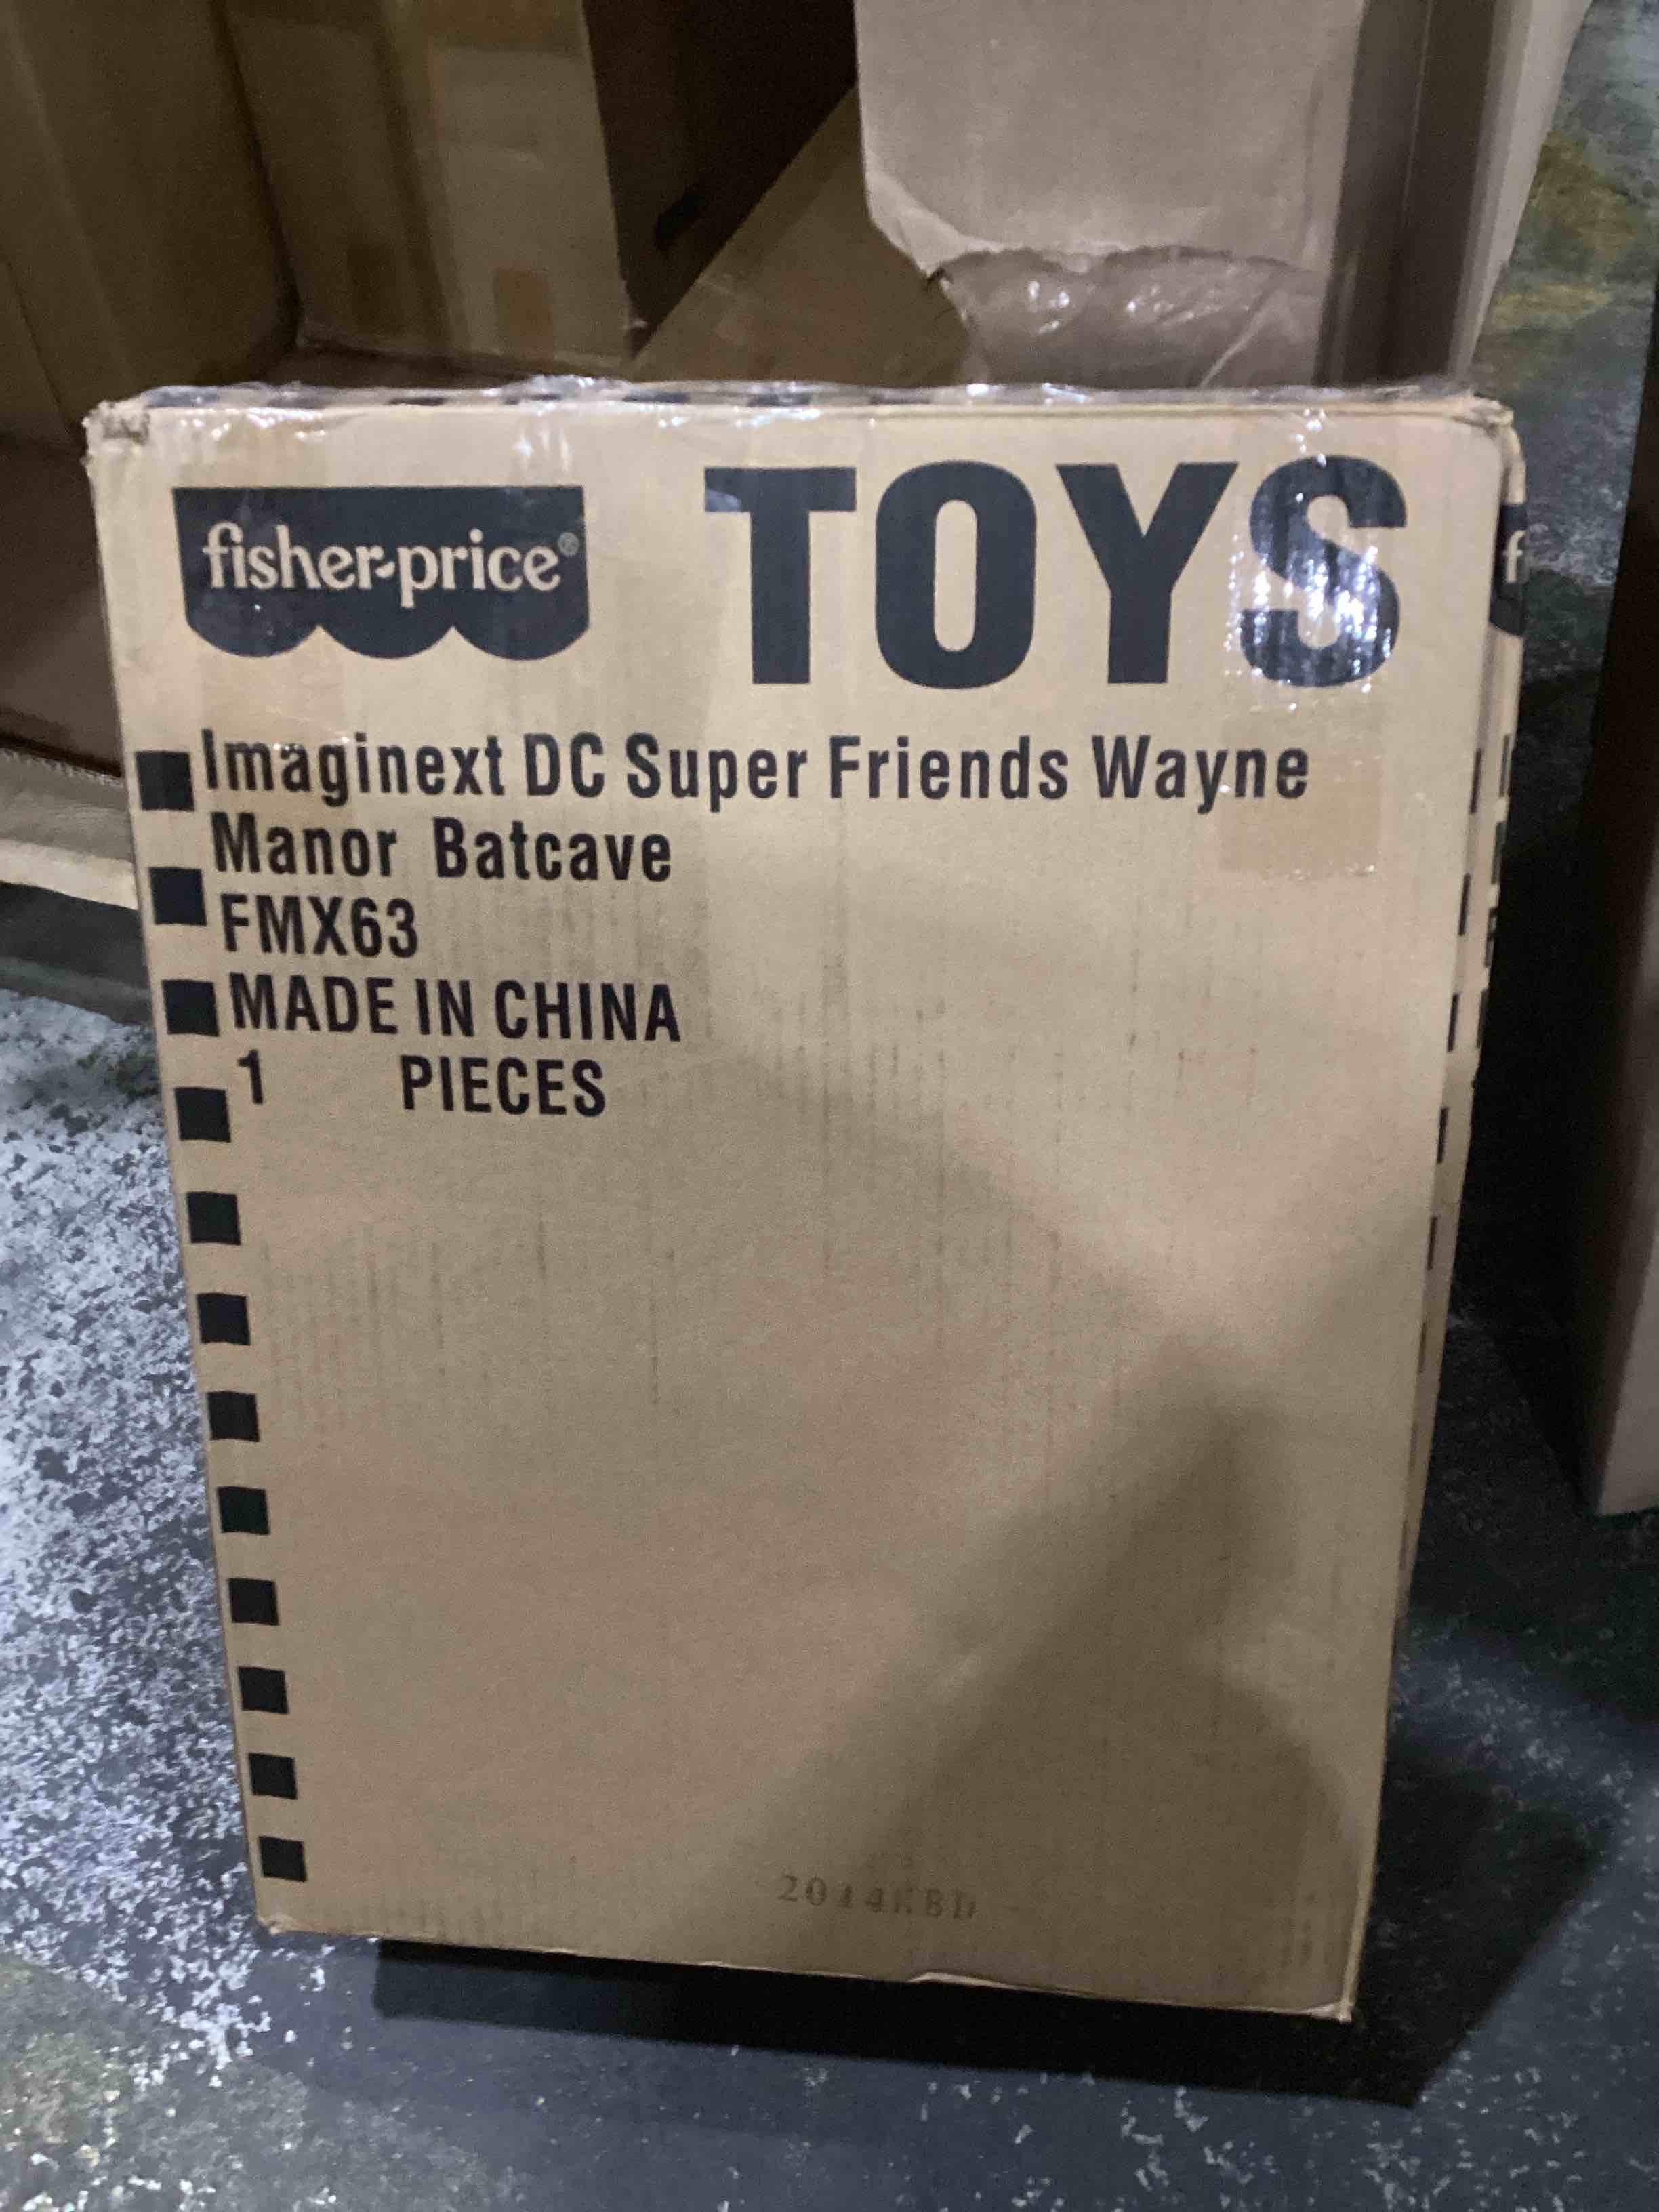 fisher-price®
TOYS
Imaginext DC Super Friends Wayne
Manor Batcave
FMX63
MADE IN CHINA
1 PIECES